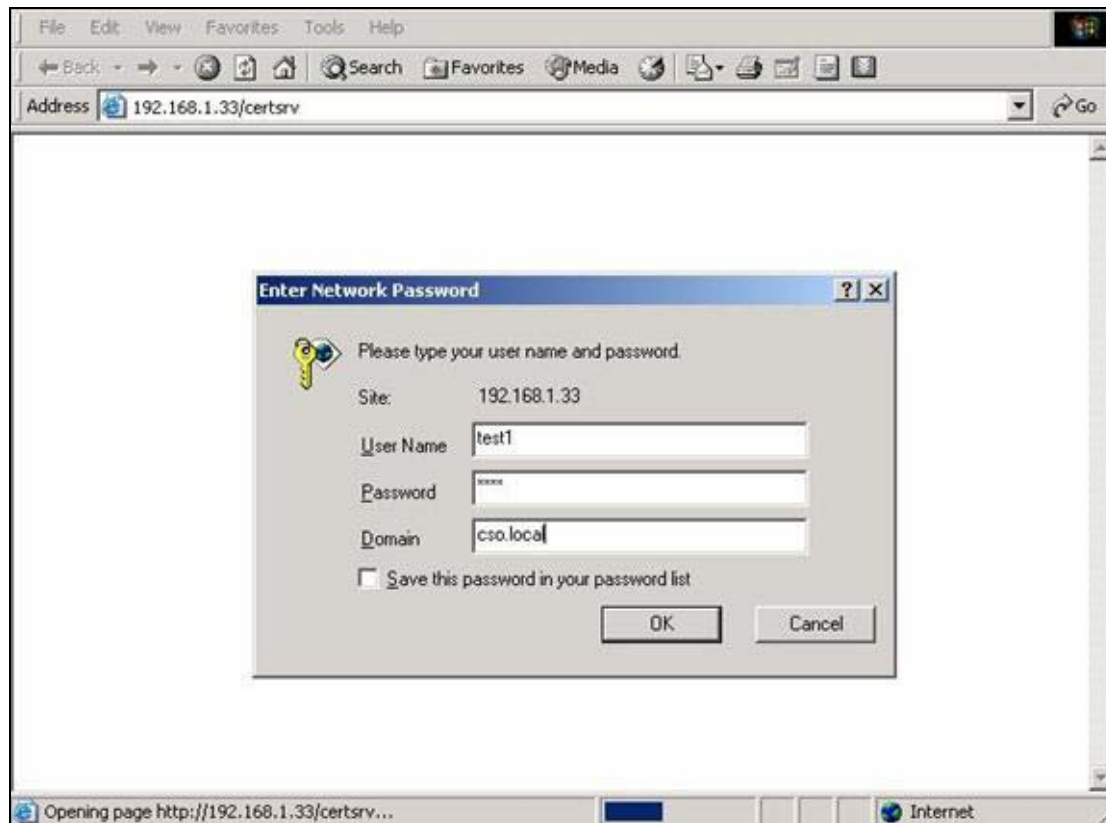 File Edit View Favorites Tools Help
Back Search Favorites Media
Address 192.168.1.33/certsrv Go
Enter Network Password
Please type your user name and password.
Site: 192.168.1.33
User Name test1
Password ****
Domain cso.local
Save this password in your password list
OK Cancel
Opening page http://192.168.1.33/certsrv... Internet